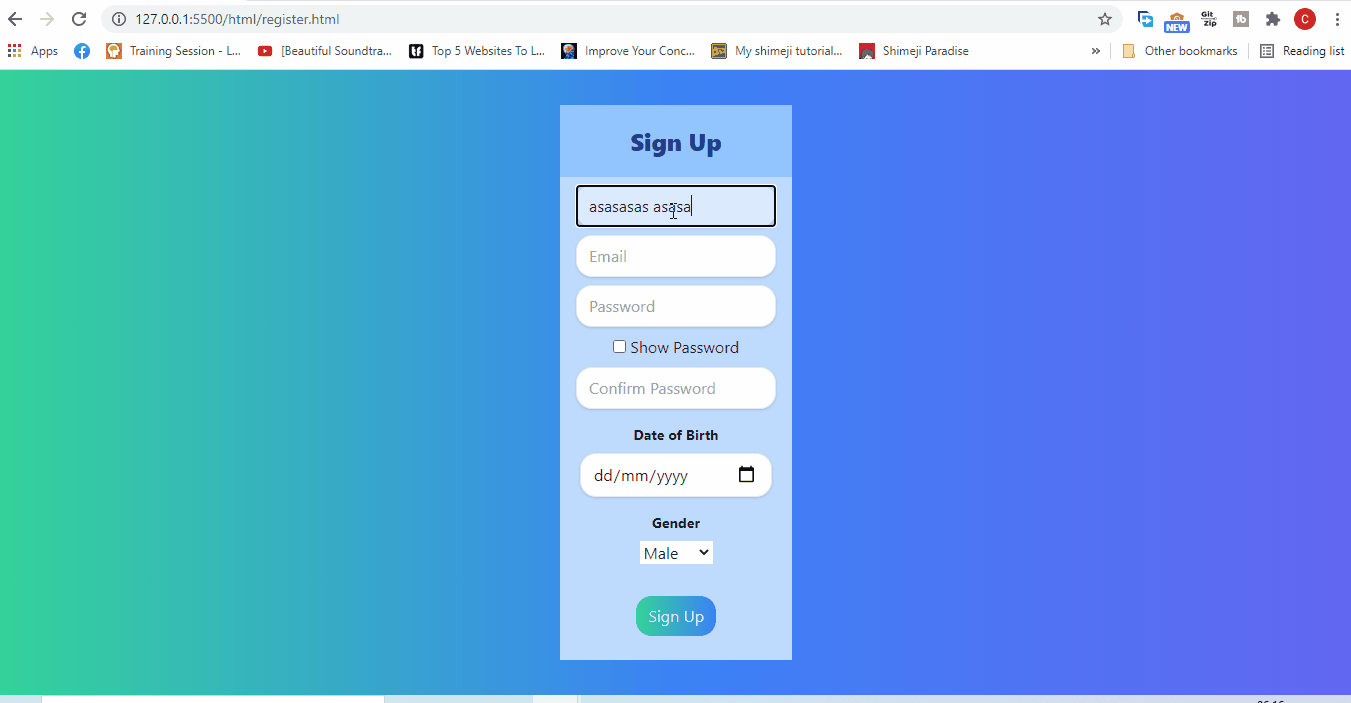 127.0.0.1:5500/html/register.html
Git
Zip
NEW
tb
C
Apps
Training Session - L...
[Beautiful Soundtra...
Top 5 Websites To L...
Improve Your Conc...
My shimeji tutorial...
Shimeji Paradise
»
Other bookmarks
Reading list
Sign Up
asasasas asasa
Email
Password
Show Password
Confirm Password
Date of Birth
dd/mm/yyyy
Gender
Male
Sign Up